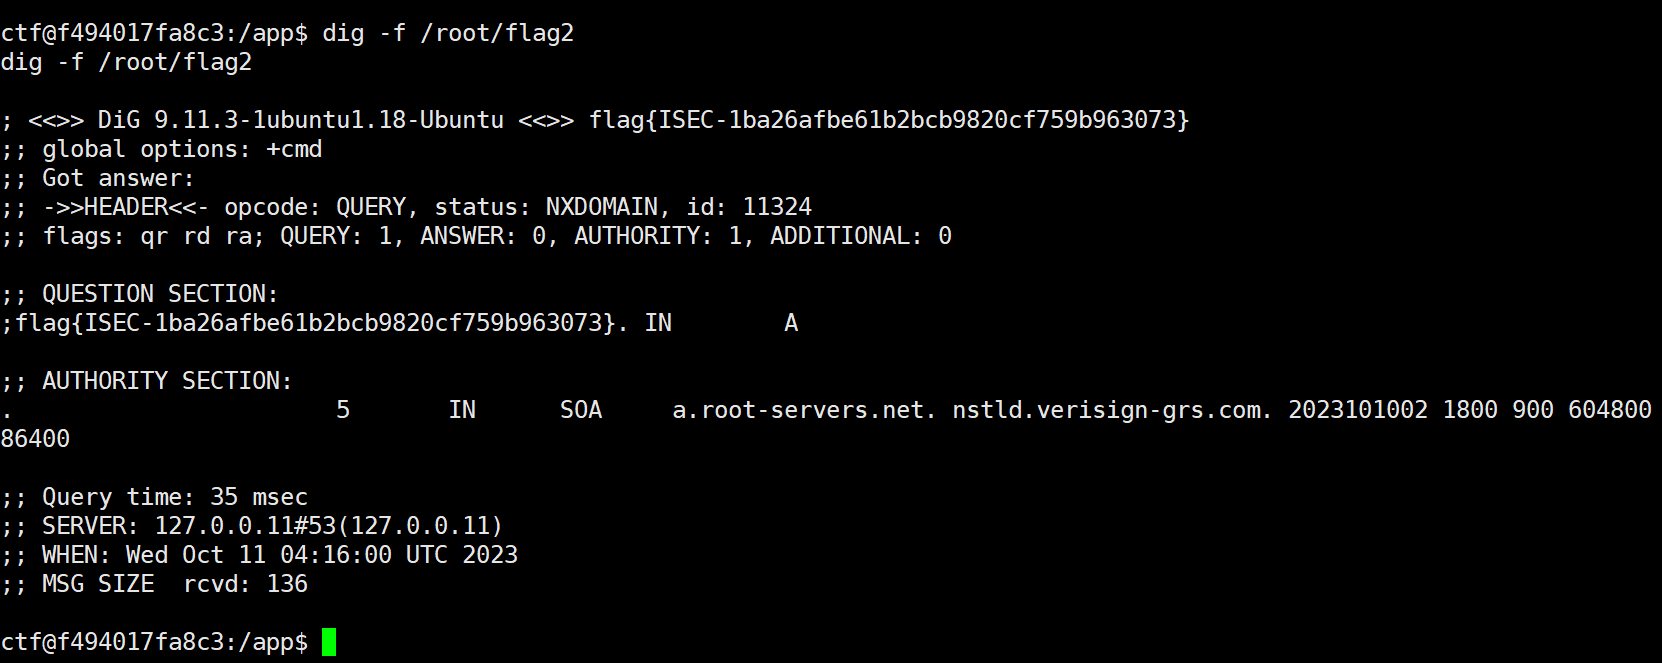 ctf@f494017fa8c3:/app$ dig -f /root/flag2
dig -f /root/flag2
; <<>> DiG 9.11.3-1ubuntu1.18-Ubuntu <<>> flag{ISEC-1ba26afbe61b2bcb9820cf759b963073}
;; global options: +cmd
;; Got answer:
;; ->>HEADER<<- opcode: QUERY, status: NXDOMAIN, id: 11324
;; flags: qr rd ra; QUERY: 1, ANSWER: 0, AUTHORITY: 1, ADDITIONAL: 0
;; QUESTION SECTION:
;flag{ISEC-1ba26afbe61b2bcb9820cf759b963073}. IN A
;; AUTHORITY SECTION:
. 5 IN SOA a.root-servers.net. nstld.verisign-grs.com. 2023101002 1800 900 604800
86400
;; Query time: 35 msec
;; SERVER: 127.0.0.11#53(127.0.0.11)
;; WHEN: Wed Oct 11 04:16:00 UTC 2023
;; MSG SIZE  rcvd: 136
ctf@f494017fa8c3:/app$